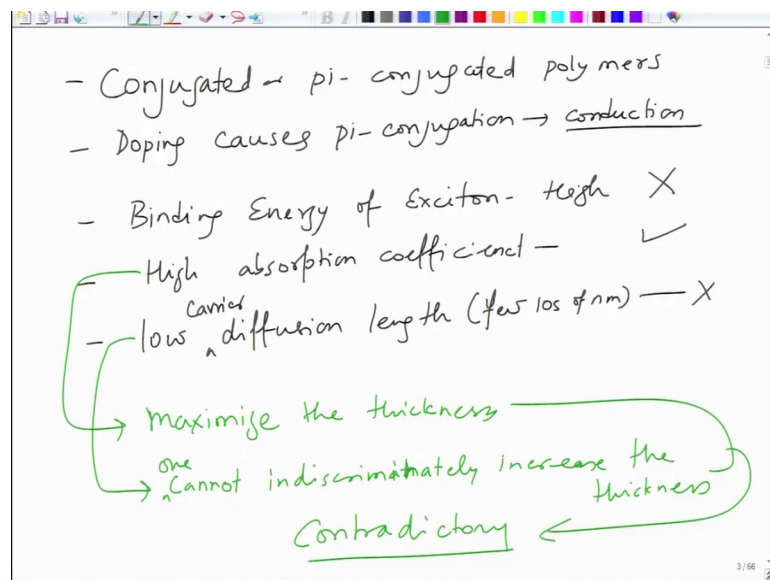 - Conjugated or pi-conjugated polymers
- Doping causes pi-conjugation → conduction
- Binding Energy of Exciton - High X
- High absorption coefficient - ✓
- low carrier diffusion length (few 10s of nm) — X
maximize the thickness
one cannot indiscriminately increase the
thickness
Contradictory
3/66